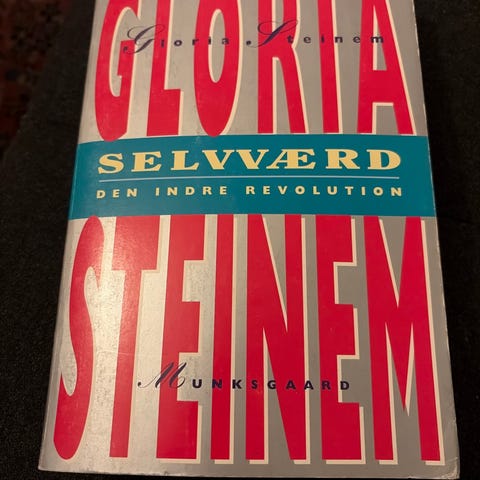 GLORIA
Gloria Steinem
SELVVÆRD
DEN INDRE REVOLUTION
STEINEM
MUNKSGAARD